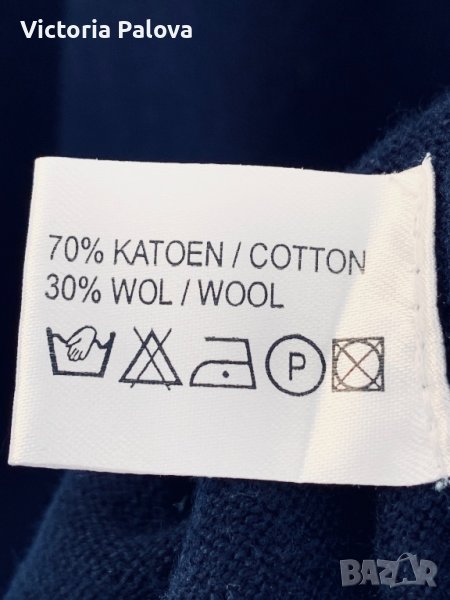 Victoria Palova
70% KATOEN / COTTON
30% WOL / WOOL
P
BAZAR